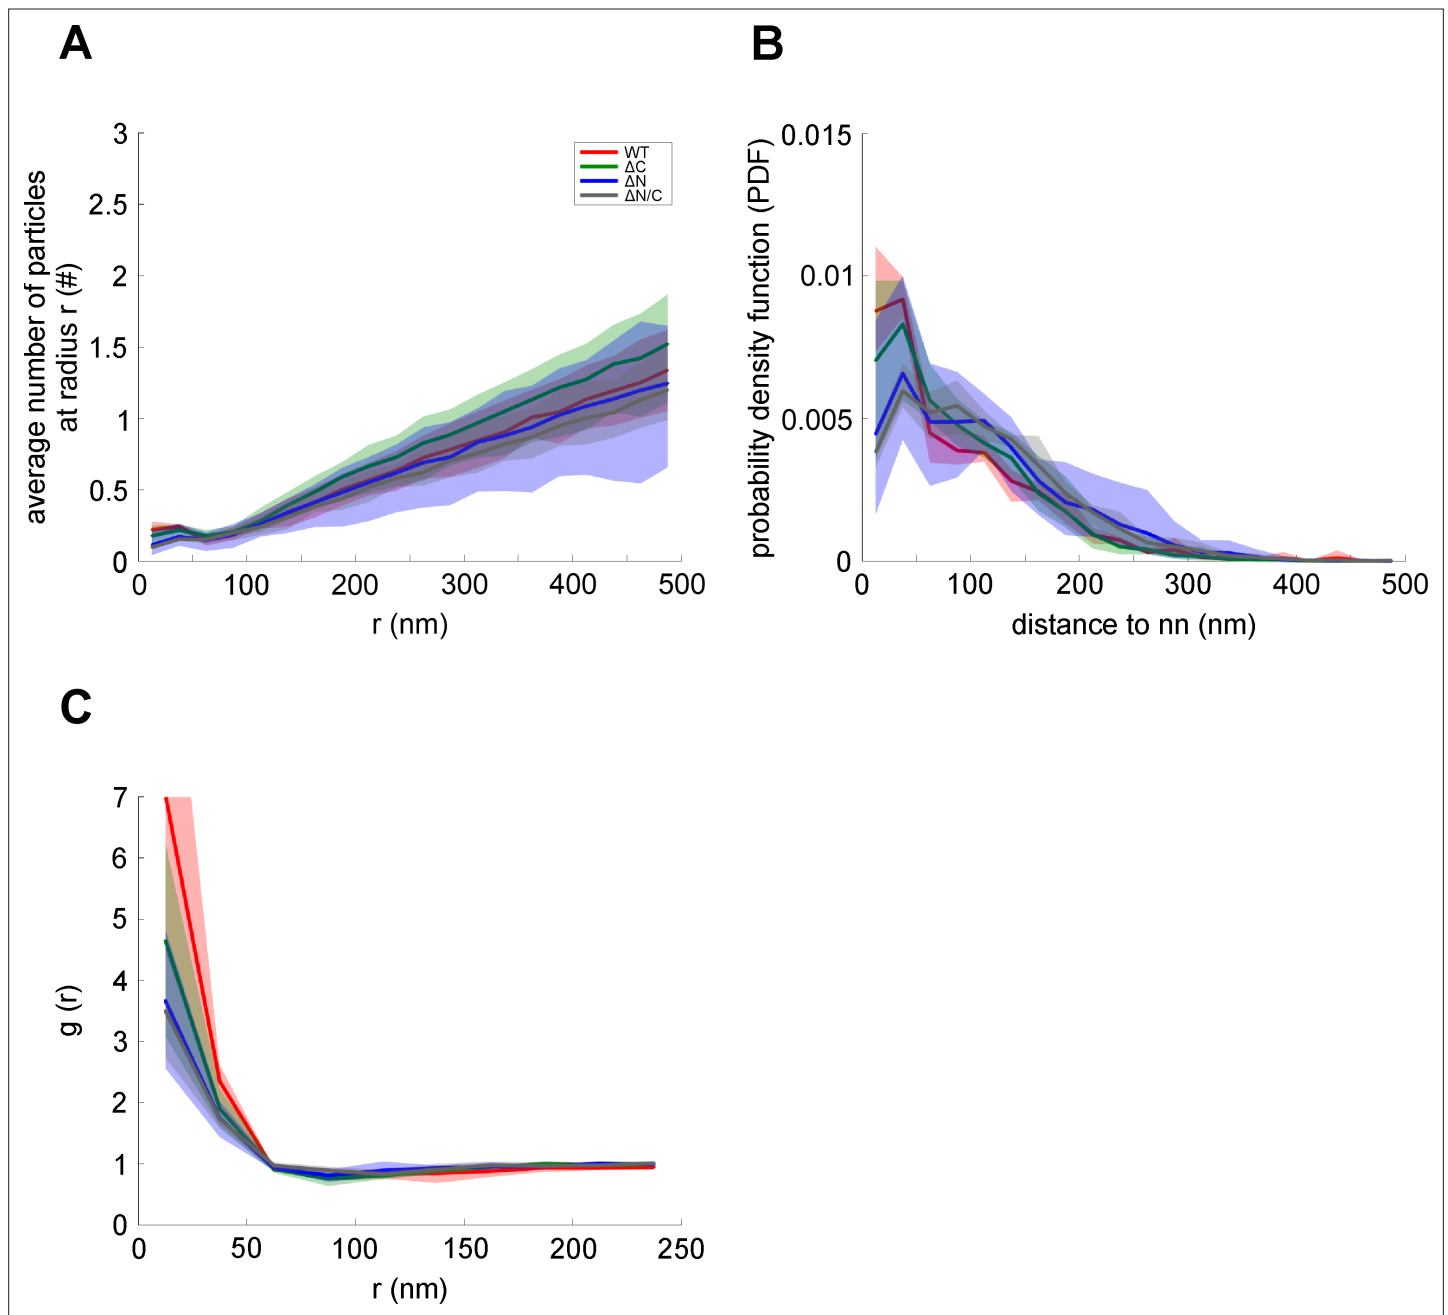 A
B
average number of particles
at radius r (#)
3
2.5
2
1.5
1
0.5
0
0
100
200
300
400
500
r (nm)
WT
ΔC
ΔN
ΔN/C
probability density function (PDF)
0.015
0.01
0.005
0
0
100
200
300
400
500
distance to nn (nm)
C
g (r)
7
6
5
4
3
2
1
0
0
50
100
150
200
250
r (nm)